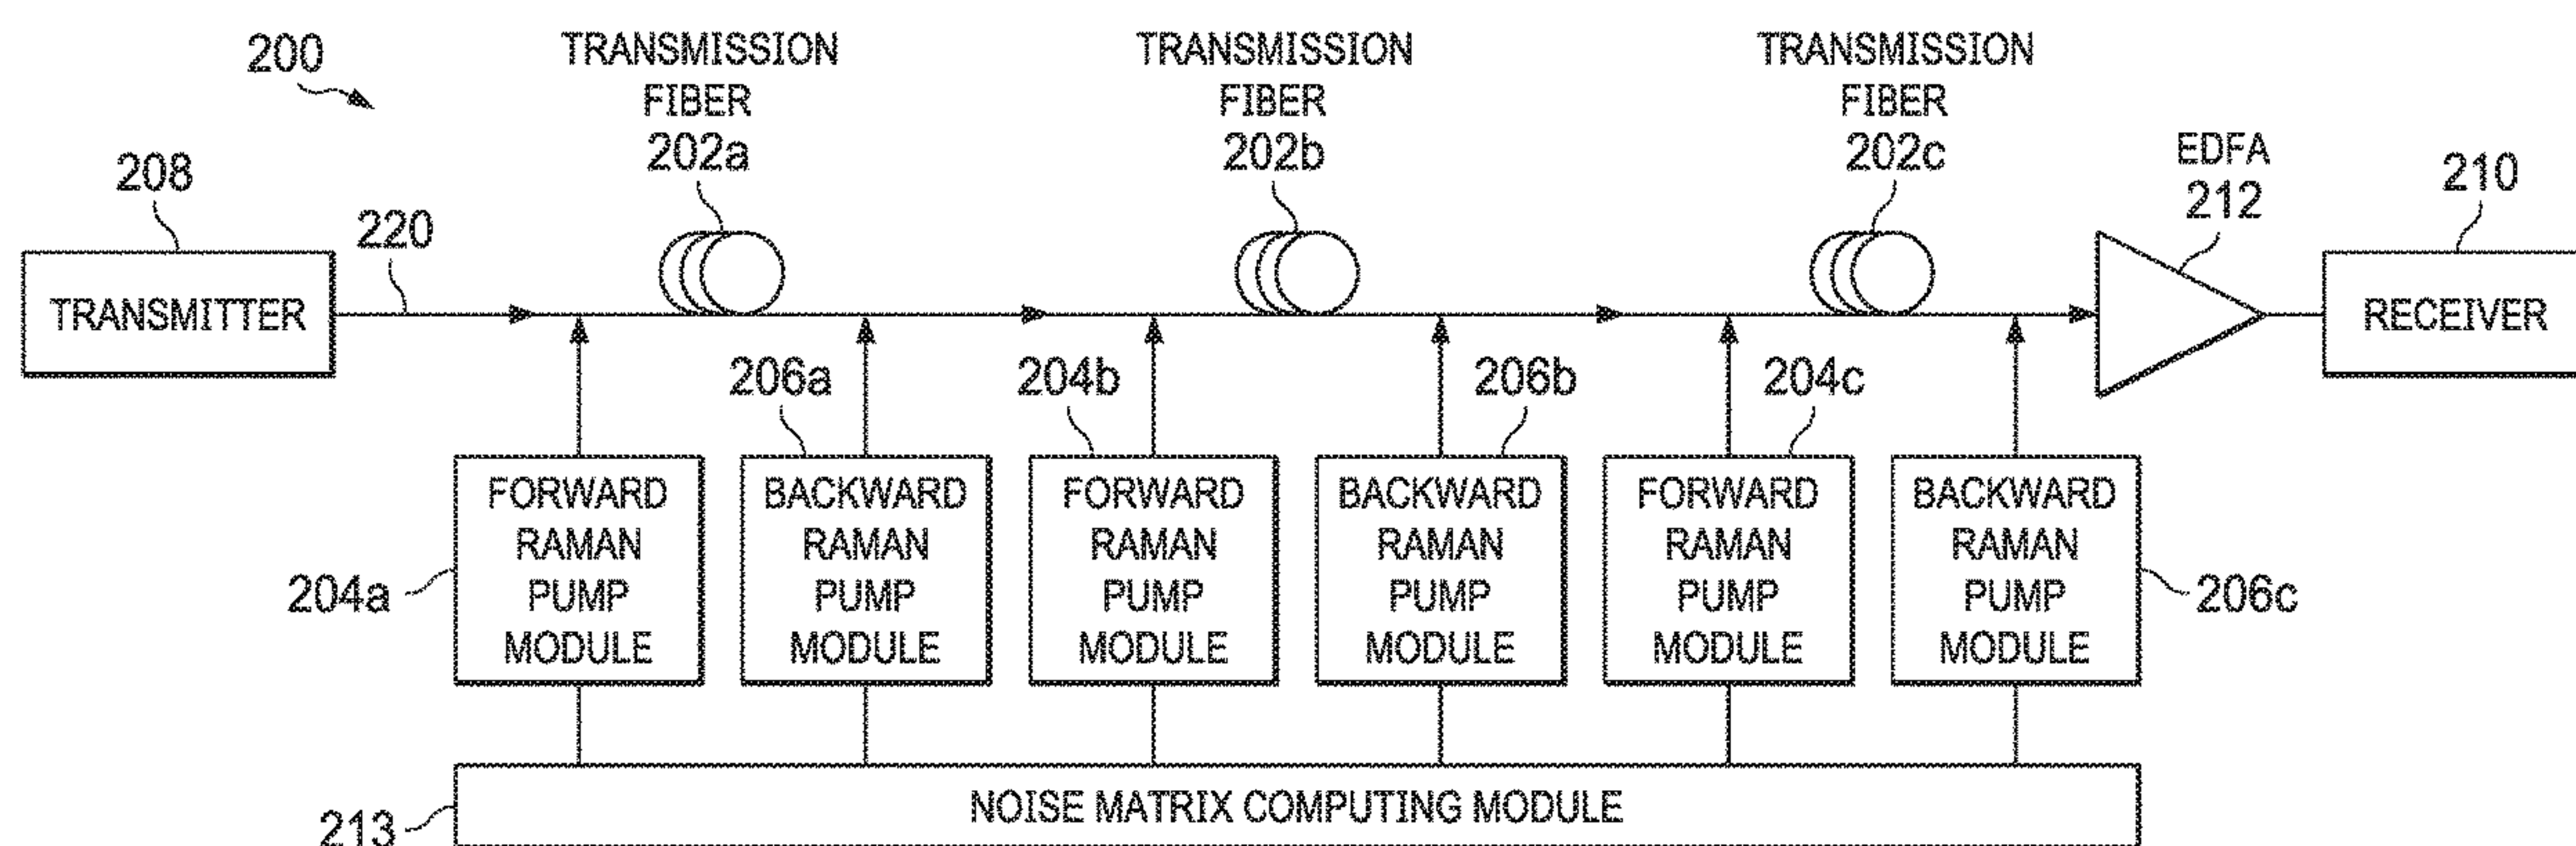 200
TRANSMISSION
FIBER
202a
TRANSMISSION
FIBER
202b
TRANSMISSION
FIBER
202c
EDFA
212
210
208
220
TRANSMITTER
RECEIVER
206a
204b
206b
204c
FORWARD
RAMAN
PUMP
MODULE
BACKWARD
RAMAN
PUMP
MODULE
FORWARD
RAMAN
PUMP
MODULE
BACKWARD
RAMAN
PUMP
MODULE
FORWARD
RAMAN
PUMP
MODULE
BACKWARD
RAMAN
PUMP
MODULE
204a
206c
NOISE MATRIX COMPUTING MODULE
213